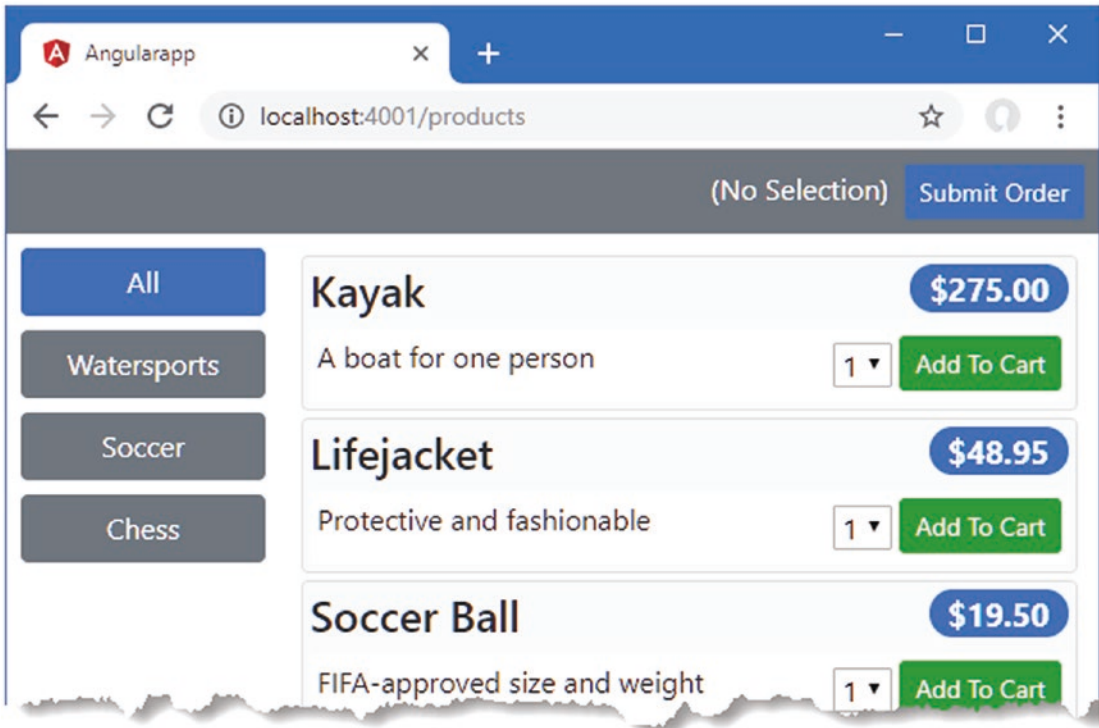 Angularapp
localhost:4001/products
(No Selection) Submit Order
All
Watersports
Soccer
Chess
Kayak $275.00
A boat for one person 1 Add To Cart
Lifejacket $48.95
Protective and fashionable 1 Add To Cart
Soccer Ball $19.50
FIFA-approved size and weight 1 Add To Cart